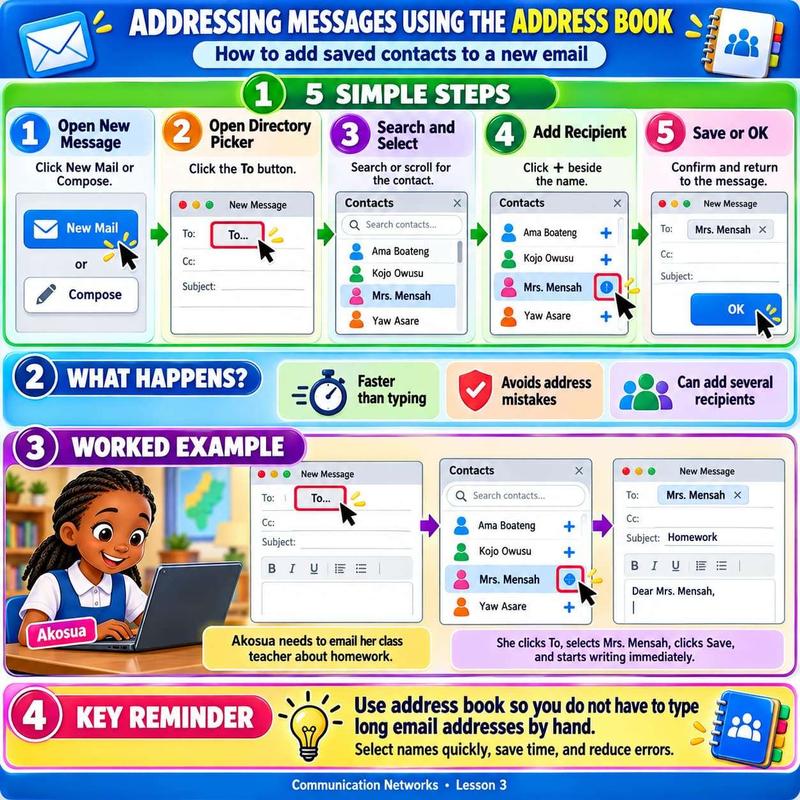 ADDRESSING MESSAGES USING THE ADDRESS BOOK
How to add saved contacts to a new email
1 5 SIMPLE STEPS
1 Open New
Message
Click New Mail or
Compose.
New Mail
or
Compose
2 Open Directory
Picker
Click the To button.
New Message
To: To...
Cc:
Subject:
3 Search and
Select
Search or scroll for
the contact.
Contacts ×
Search contacts...
Ama Boateng
Kojo Owusu
Mrs. Mensah
Yaw Asare
4 Add Recipient
Click + beside
the name.
Contacts ×
Ama Boateng +
Kojo Owusu +
Mrs. Mensah
Yaw Asare +
5 Save or OK
Confirm and return
to the message.
New Message
To: Mrs. Mensah ×
Cc:
Subject:
OK
2 WHAT HAPPENS?
Faster
than typing
Avoids address
mistakes
Can add several
recipients
3 WORKED EXAMPLE
Akosua
New Message
To: To...
Cc:
Subject:
B I U
Akosua needs to email her class
teacher about homework.
Contacts ×
Search contacts...
Ama Boateng +
Kojo Owusu +
Mrs. Mensah +
Yaw Asare +
New Message
To: Mrs. Mensah ×
Cc:
Subject: Homework
B I U
Dear Mrs. Mensah,
She clicks To, selects Mrs. Mensah, clicks Save,
and starts writing immediately.
4 KEY REMINDER
Use address book so you do not have to type
long email addresses by hand.
Select names quickly, save time, and reduce errors.
Communication Networks • Lesson 3